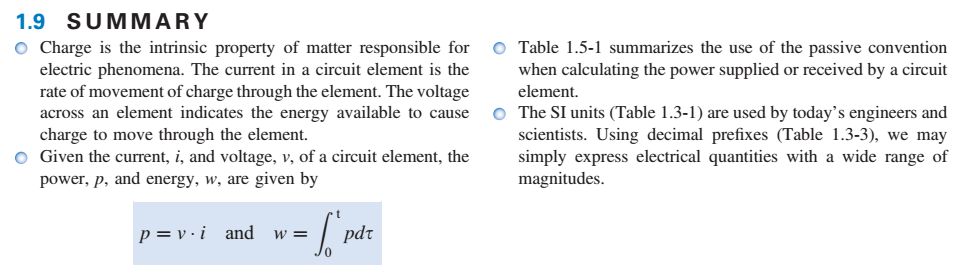 1.9 SUMMARY
Charge is the intrinsic property of matter responsible for
electric phenomena. The current in a circuit element is the
rate of movement of charge through the element. The voltage
across an element indicates the energy available to cause
charge to move through the element.
Given the current, i, and voltage, v, of a circuit element, the
power, p, and energy, w, are given by
p = v · i and w = ∫₀ᵗ pdτ
Table 1.5-1 summarizes the use of the passive convention
when calculating the power supplied or received by a circuit
element.
The SI units (Table 1.3-1) are used by today's engineers and
scientists. Using decimal prefixes (Table 1.3-3), we may
simply express electrical quantities with a wide range of
magnitudes.